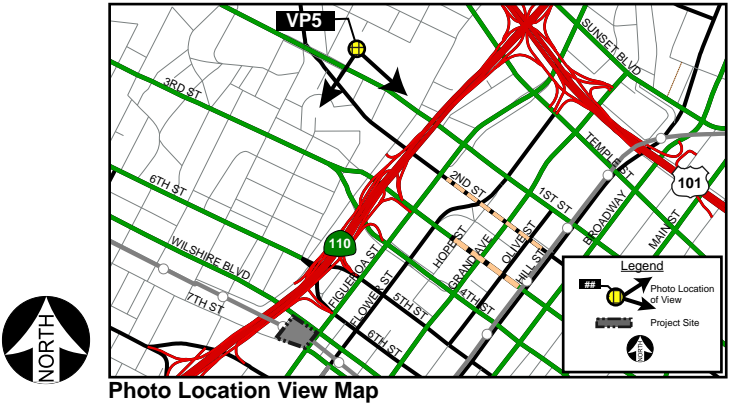 VP5
SUNSET BLVD
3RD ST
TEMPLE ST
2ND ST
101
6TH ST
1ST ST
BROADWAY
MAIN ST
110
HOPE ST
GRAND AVE
OLIVE ST
HILL ST
WILSHIRE BLVD
FIGUEROA ST
FLOWER ST
4TH ST
7TH ST
5TH ST
6TH ST
Legend
##
Photo Location
of View
Project Site
NORTH
NORTH
Photo Location View Map